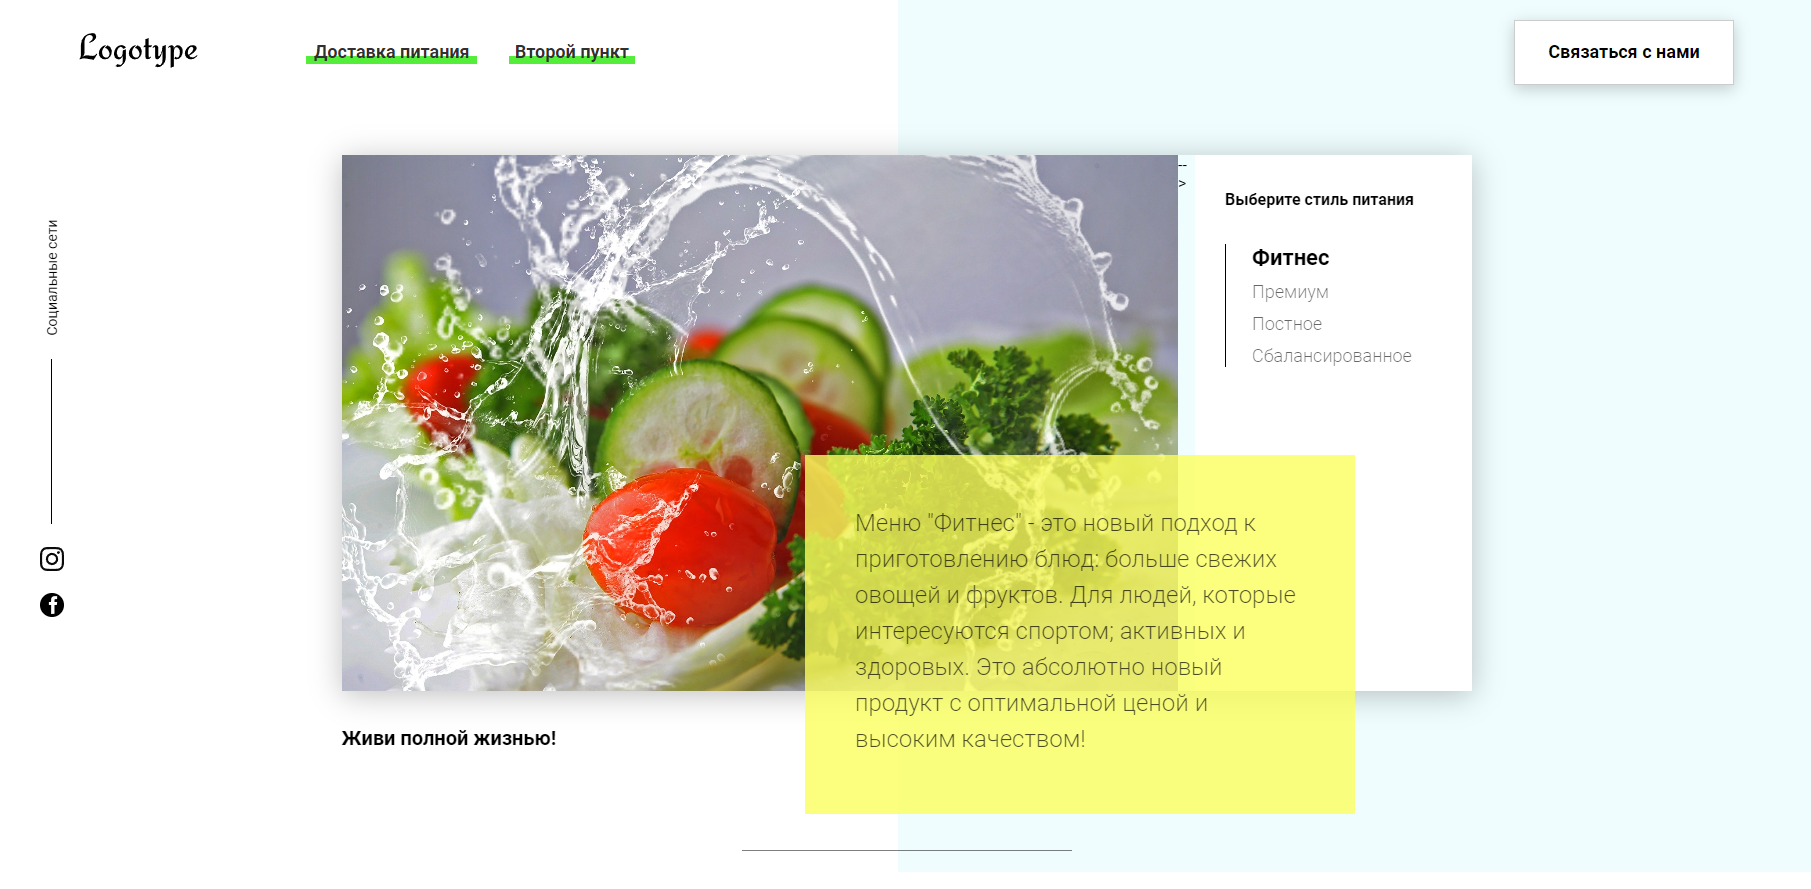 Logotype
Доставка питания
Второй пункт
Связаться с нами
Социальные сети
--
>
Выберите стиль питания
Фитнес
Премиум
Постное
Сбалансированное
Меню "Фитнес" - это новый подход к
приготовлению блюд: больше свежих
овощей и фруктов. Для людей, которые
интересуются спортом; активных и
здоровых. Это абсолютно новый
продукт с оптимальной ценой и
высоким качеством!
Живи полной жизнью!